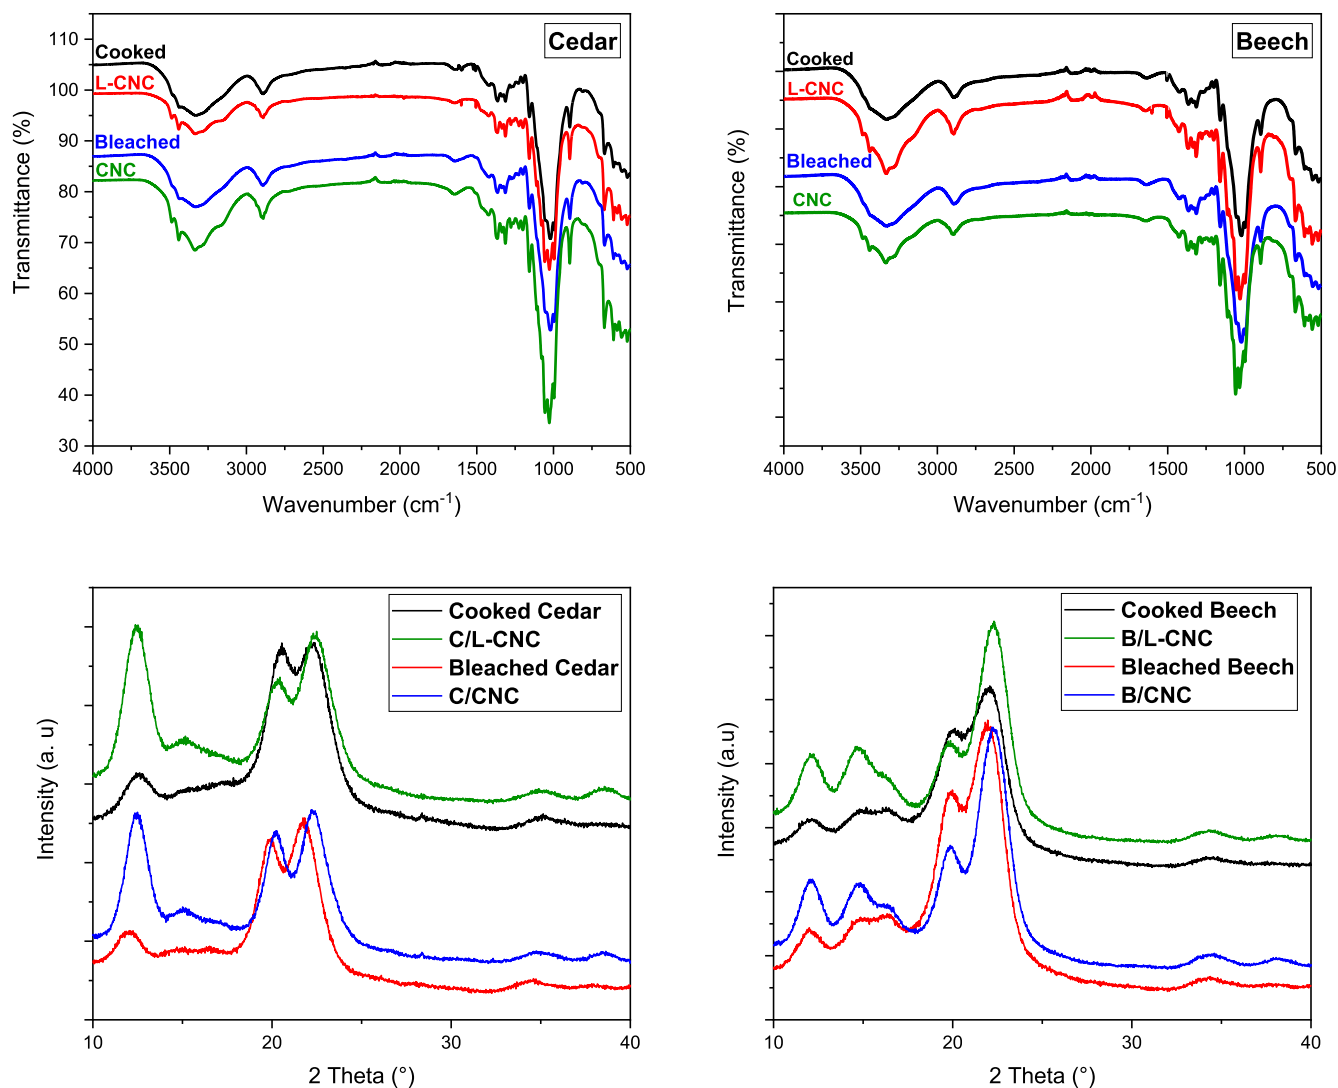 Cedar
110
100
90
80
70
60
50
40
30
Transmittance (%)
Cooked
L-CNC
Bleached
CNC
4000 3500 3000 2500 2000 1500 1000 500
Wavenumber (cm-1)
Beech
Transmittance (%)
Cooked
L-CNC
Bleached
CNC
4000 3500 3000 2500 2000 1500 1000 500
Wavenumber (cm-1)
Cooked Cedar
C/L-CNC
Bleached Cedar
C/CNC
Intensity (a. u)
10 20 30 40
2 Theta (°)
Cooked Beech
B/L-CNC
Bleached Beech
B/CNC
Intensity (a.u)
10 20 30 40
2 Theta (°)